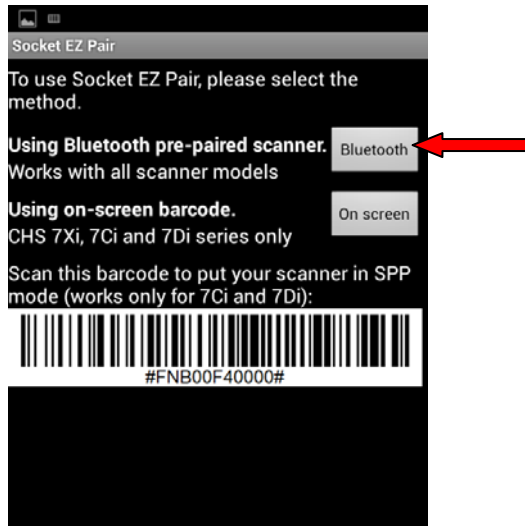 Socket EZ Pair
To use Socket EZ Pair, please select the
method.
Using Bluetooth pre-paired scanner.
Works with all scanner models
Bluetooth
Using on-screen barcode.
CHS 7Xi, 7Ci and 7Di series only
On screen
Scan this barcode to put your scanner in SPP
mode (works only for 7Ci and 7Di):
#FNB00F40000#